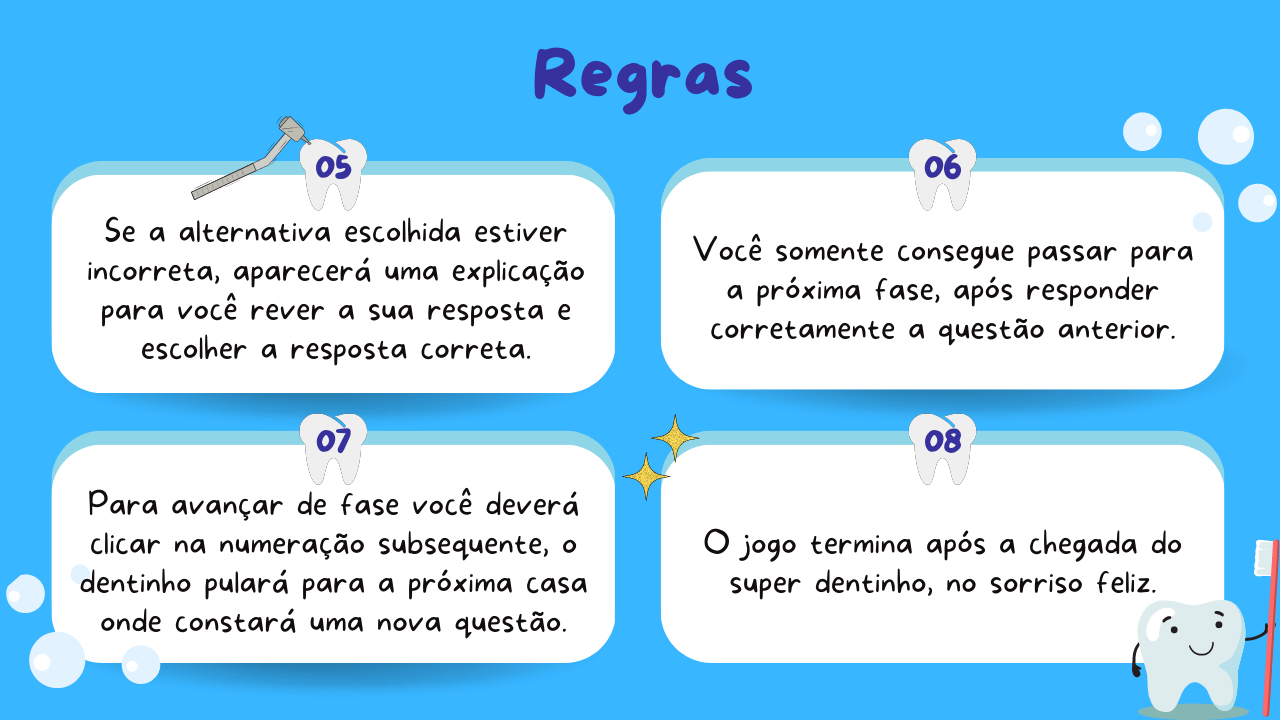 Regras
05
Se a alternativa escolhida estiver
incorreta, aparecerá uma explicação
para você rever a sua resposta e
escolher a resposta correta.
06
Você somente consegue passar para
a próxima fase, após responder
corretamente a questão anterior.
07
Para avançar de fase você deverá
clicar na numeração subsequente, o
dentinho pulará para a próxima casa
onde constará uma nova questão.
08
O jogo termina após a chegada do
super dentinho, no sorriso feliz.